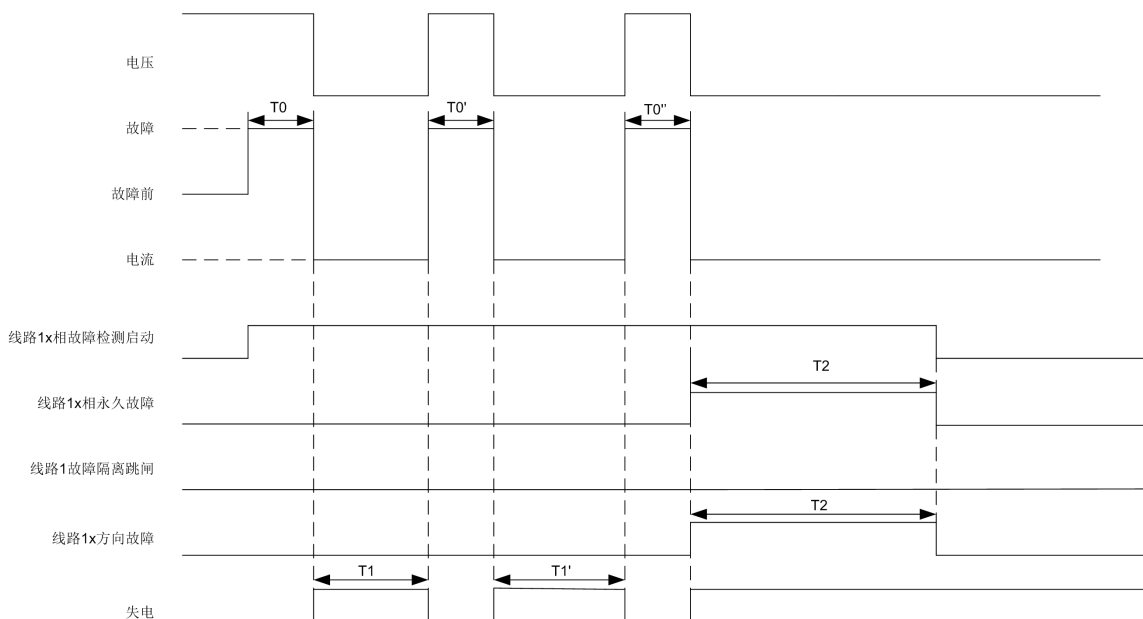 电压
T0
T0'
T0''
故障
故障前
电流
线路1x相故障检测启动
T2
线路1x相永久故障
线路1故障隔离跳闸
T2
线路1x方向故障
T1
T1'
失电